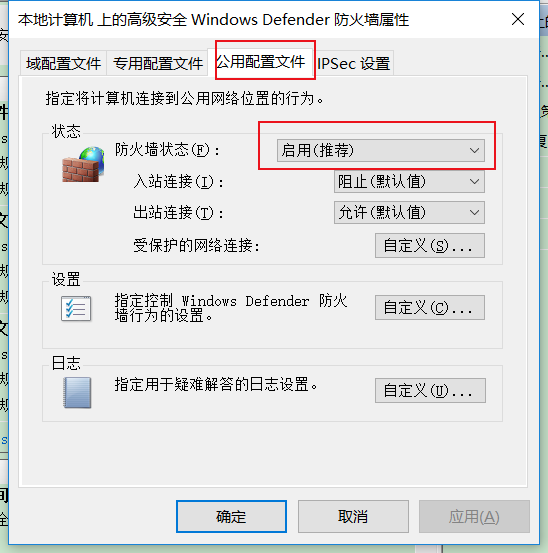 本地计算机 上的高级安全 Windows Defender 防火墙属性
域配置文件 专用配置文件 公用配置文件 IPSec 设置
指定将计算机连接到公用网络位置的行为。
状态
防火墙状态(F): 启用(推荐)
入站连接(I): 阻止(默认值)
出站连接(T): 允许(默认值)
受保护的网络连接: 自定义(S)...
设置
指定控制 Windows Defender 防火
墙行为的设置。
自定义(C)...
日志
指定用于疑难解答的日志设置。 自定义(U)...
确定 取消 应用(A)